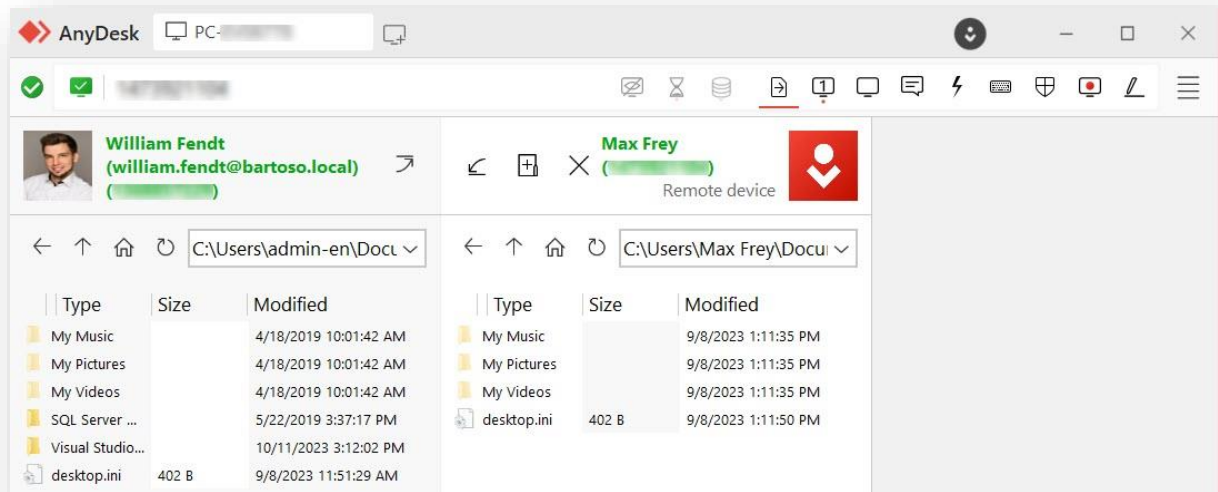 AnyDesk PC-
William Fendt
(william.fendt@bartoso.local)
(           )
Max Frey
(           )
Remote device
C:\Users\admin-en\Docu
C:\Users\Max Frey\Docu
Type Size Modified
My Music 4/18/2019 10:01:42 AM
My Pictures 4/18/2019 10:01:42 AM
My Videos 4/18/2019 10:01:42 AM
SQL Server ... 5/22/2019 3:37:17 PM
Visual Studio... 10/11/2023 3:12:02 PM
desktop.ini 402 B 9/8/2023 11:51:29 AM
Type Size Modified
My Music 9/8/2023 1:11:35 PM
My Pictures 9/8/2023 1:11:35 PM
My Videos 9/8/2023 1:11:35 PM
desktop.ini 402 B 9/8/2023 1:11:50 PM